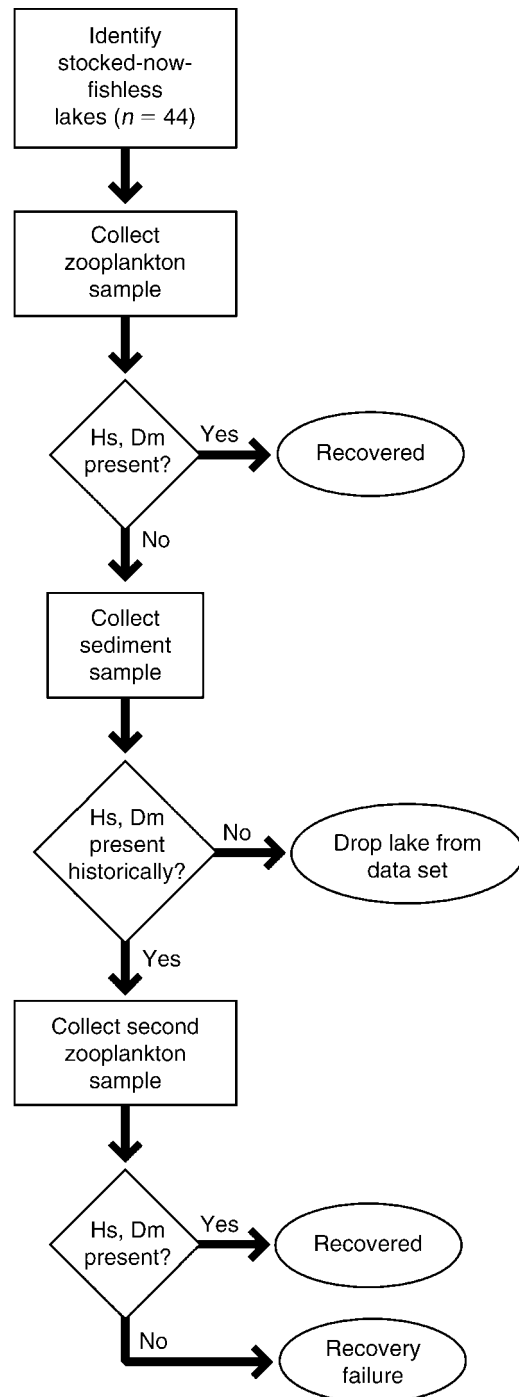 Identify
stocked-now-
fishless
lakes (n = 44)
Collect
zooplankton
sample
Hs, Dm
present?
Yes
Recovered
No
Collect
sediment
sample
Hs, Dm
present
historically?
No
Drop lake from
data set
Yes
Collect second
zooplankton
sample
Hs, Dm
present?
Yes
Recovered
No
Recovery
failure